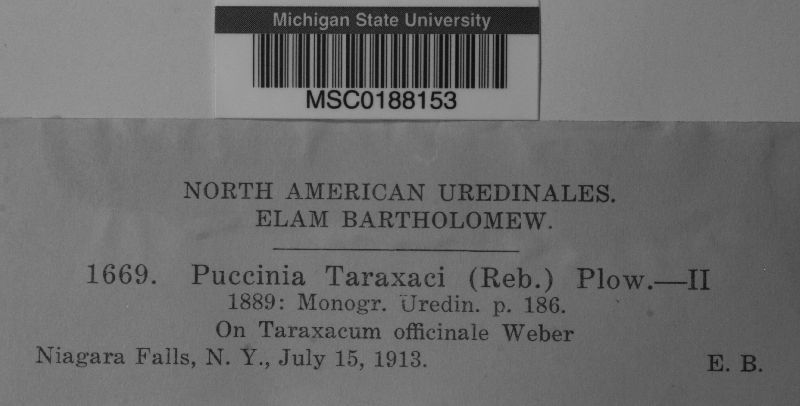 Michigan State University
MSC0188153
NORTH AMERICAN UREDINALES.
ELAM BARTHOLOMEW.
1669. Puccinia Taraxaci (Reb.) Plow.—II
1889: Monogr. Uredin. p. 186.
On Taraxacum officinale Weber
Niagara Falls, N. Y., July 15, 1913. E. B.